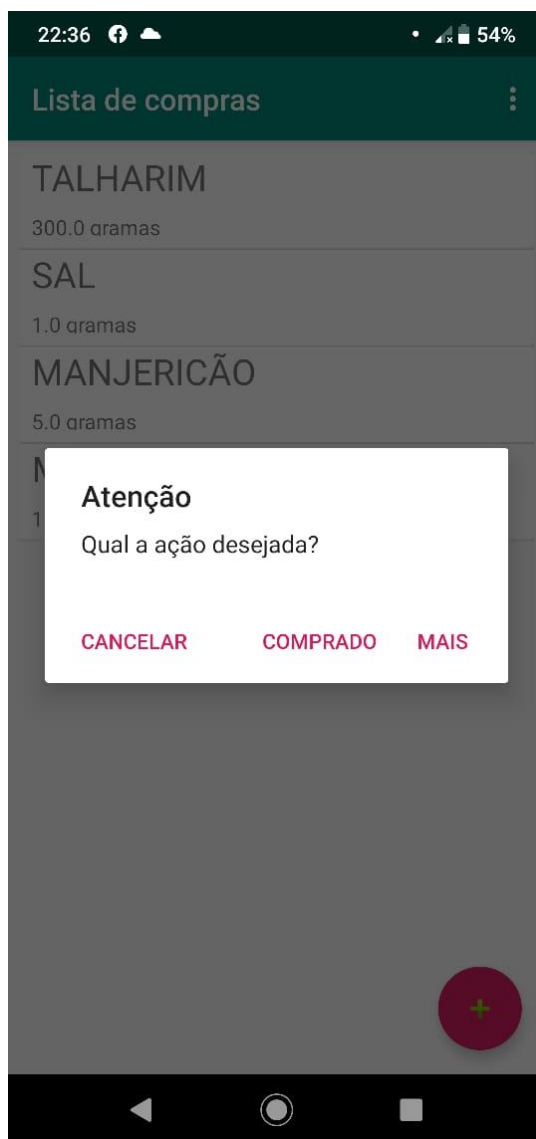 22:36 54%
Lista de compras
TALHARIM
300.0 gramas
SAL
1.0 gramas
MANJERICÃO
5.0 gramas
Atenção
Qual a ação desejada?
CANCELAR COMPRADO MAIS
+